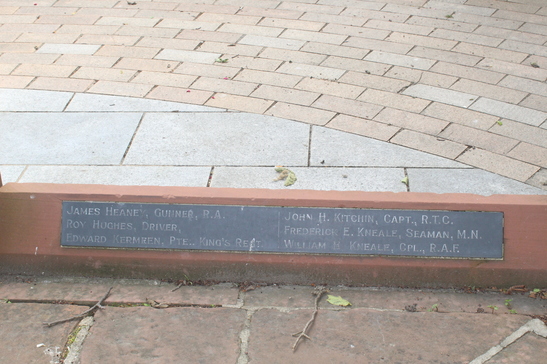 James Heaney, Gunner, R.A.
Roy Hughes, Driver,
Edward Kermeen, Pte., King's Regt.
John H. Kitchin, Capt., R.T.C.
Frederick E. Kneale, Seaman, M.N.
William N. Kneale, Cpl., R.A.F.